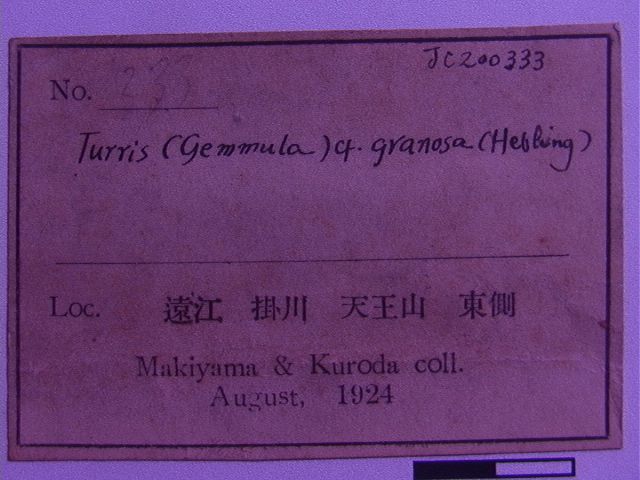 JC200333
No.
Turris (Gemmula) cf. granosa (Helbling)
Loc. 遠江 掛川 天王山 東側
Makiyama & Kuroda coll.
August, 1924